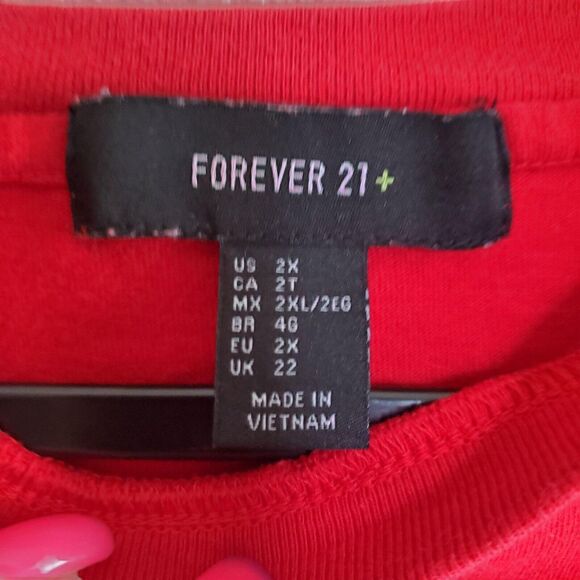 FOREVER 21+
US 2X
CA 2T
MX 2XL/2EG
BR 4G
EU 2X
UK 22
MADE IN
VIETNAM